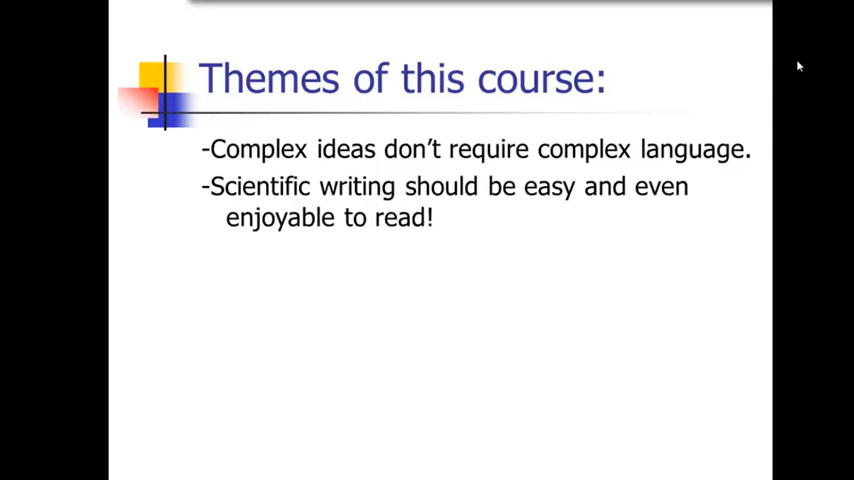 Themes of this course:
-Complex ideas don’t require complex language.
-Scientific writing should be easy and even
enjoyable to read!